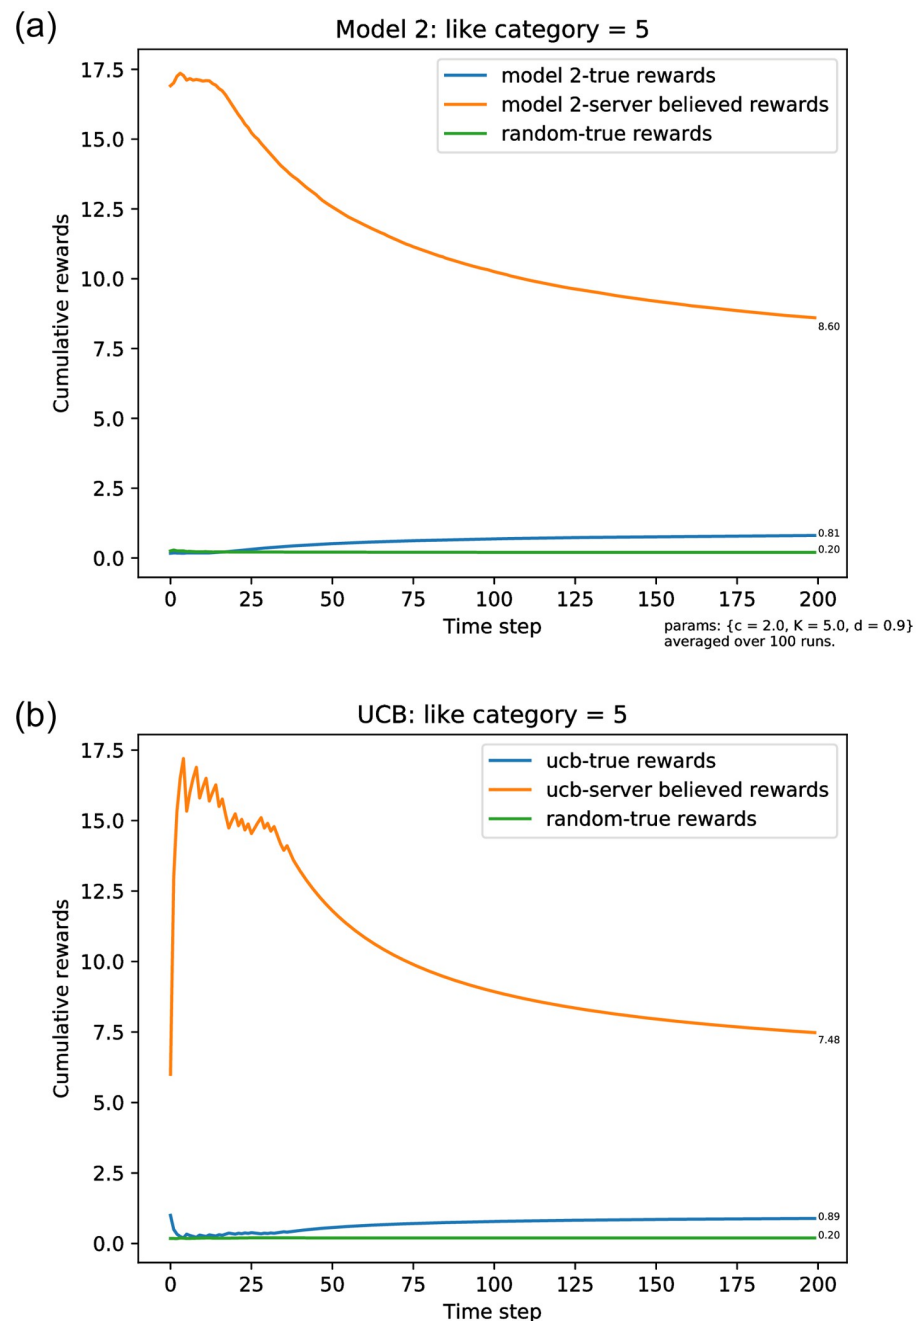 (a)
Model 2: like category = 5
model 2-true rewards
model 2-server believed rewards
random-true rewards
Cumulative rewards
17.5
15.0
12.5
10.0
7.5
5.0
2.5
0.0
8.60
0.81
0.20
0 25 50 75 100 125 150 175 200
Time step
params: {c = 2.0, K = 5.0, d = 0.9}
averaged over 100 runs.
(b)
UCB: like category = 5
ucb-true rewards
ucb-server believed rewards
random-true rewards
Cumulative rewards
17.5
15.0
12.5
10.0
7.5
5.0
2.5
0.0
7.48
0.89
0.20
0 25 50 75 100 125 150 175 200
Time step